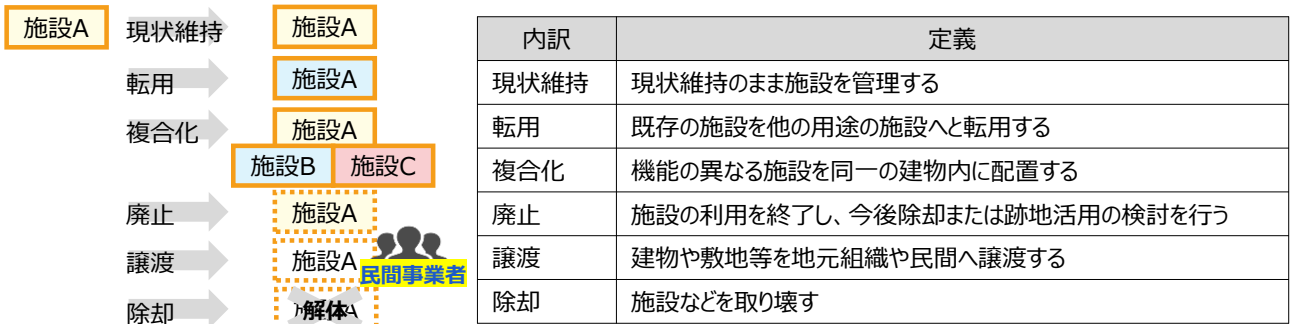 施設A
現状維持
施設A
転用
施設A
複合化
施設A
施設B
施設C
廃止
施設A
譲渡
施設A
民間事業者
除却
解体
内訳 定義
現状維持 現状維持のまま施設を管理する
転用 既存の施設を他の用途の施設へと転用する
複合化 機能の異なる施設を同一の建物内に配置する
廃止 施設の利用を終了し、今後除却または跡地活用の検討を行う
譲渡 建物や敷地等を地元組織や民間へ譲渡する
除却 施設などを取り壊す